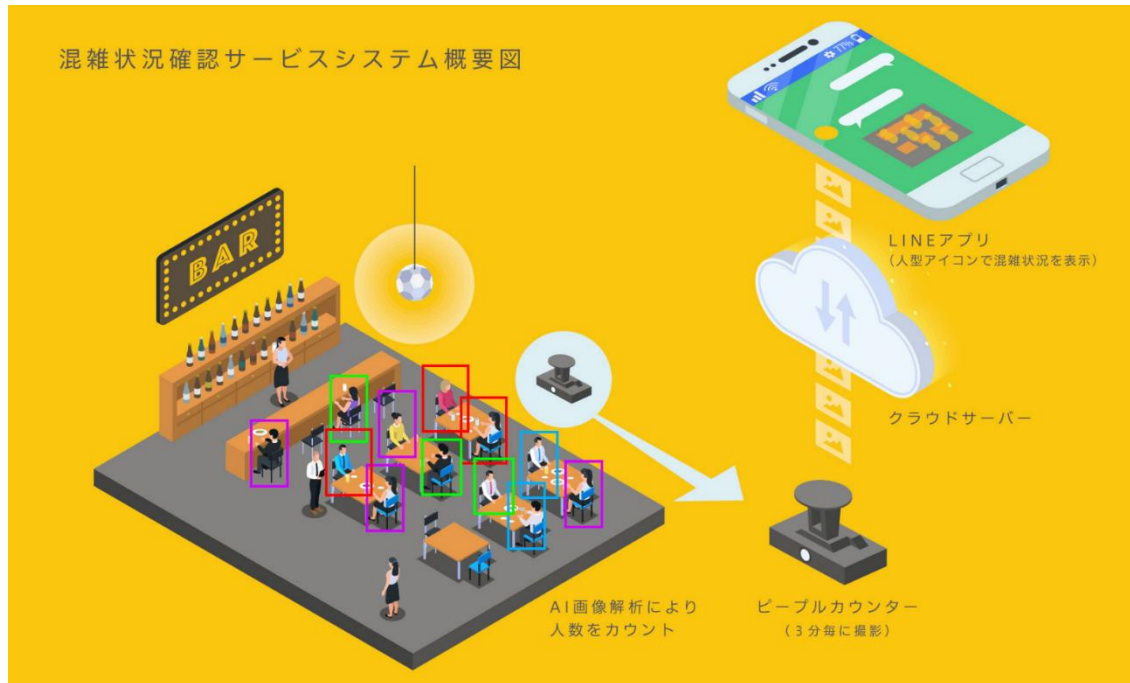 混雑状況確認サービスシステム概要図
77%
BAR
LINEアプリ
(人型アイコンで混雑状況を表示)
クラウドサーバー
AI画像解析により
人数をカウント
ピープルカウンター
(3分毎に撮影)